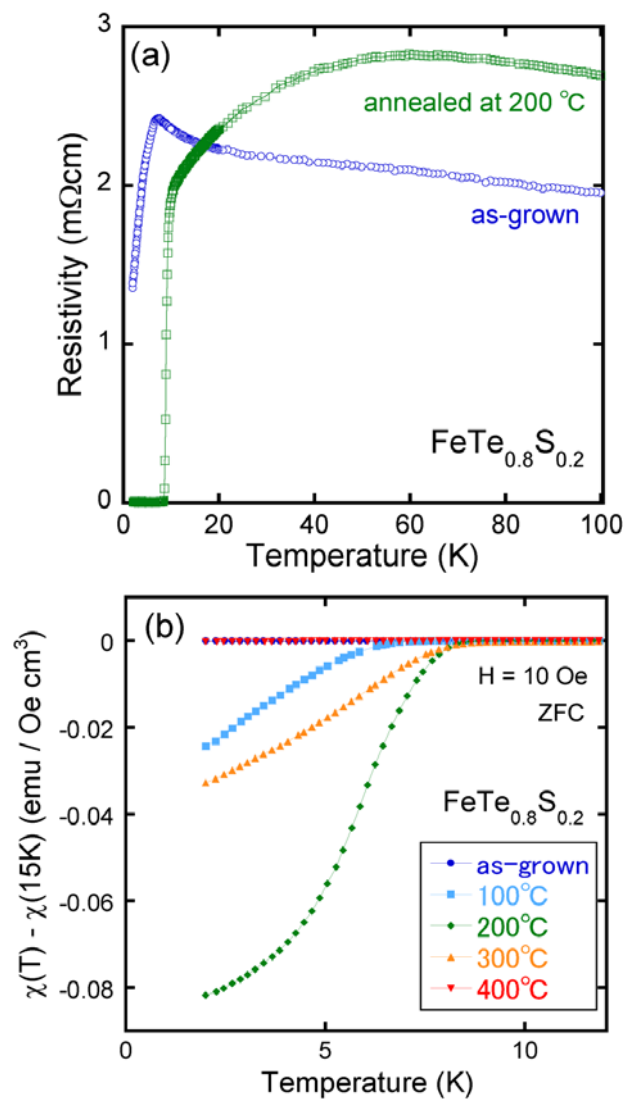 (a)
3
2
1
0
Resistivity (mΩcm)
annealed at 200 °C
as-grown
FeTe0.8S0.2
0 20 40 60 80 100
Temperature (K)
(b)
0
-0.02
-0.04
-0.06
-0.08
χ(T) - χ(15K) (emu / Oe cm³)
H = 10 Oe
ZFC
FeTe0.8S0.2
as-grown
100°C
200°C
300°C
400°C
0 5 10
Temperature (K)